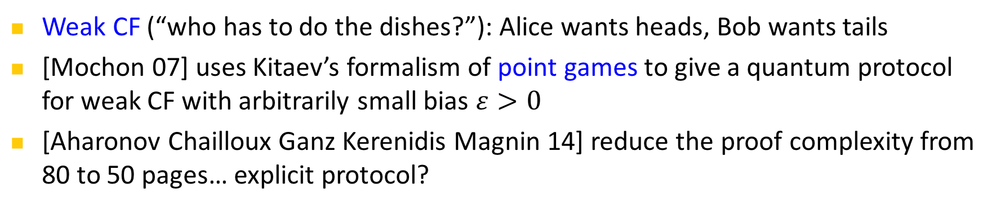 Weak CF (“who has to do the dishes?”): Alice wants heads, Bob wants tails
[Mochon 07] uses Kitaev’s formalism of point games to give a quantum protocol
for weak CF with arbitrarily small bias 𝜀 > 0
[Aharonov Chailloux Ganz Kerenidis Magnin 14] reduce the proof complexity from
80 to 50 pages... explicit protocol?